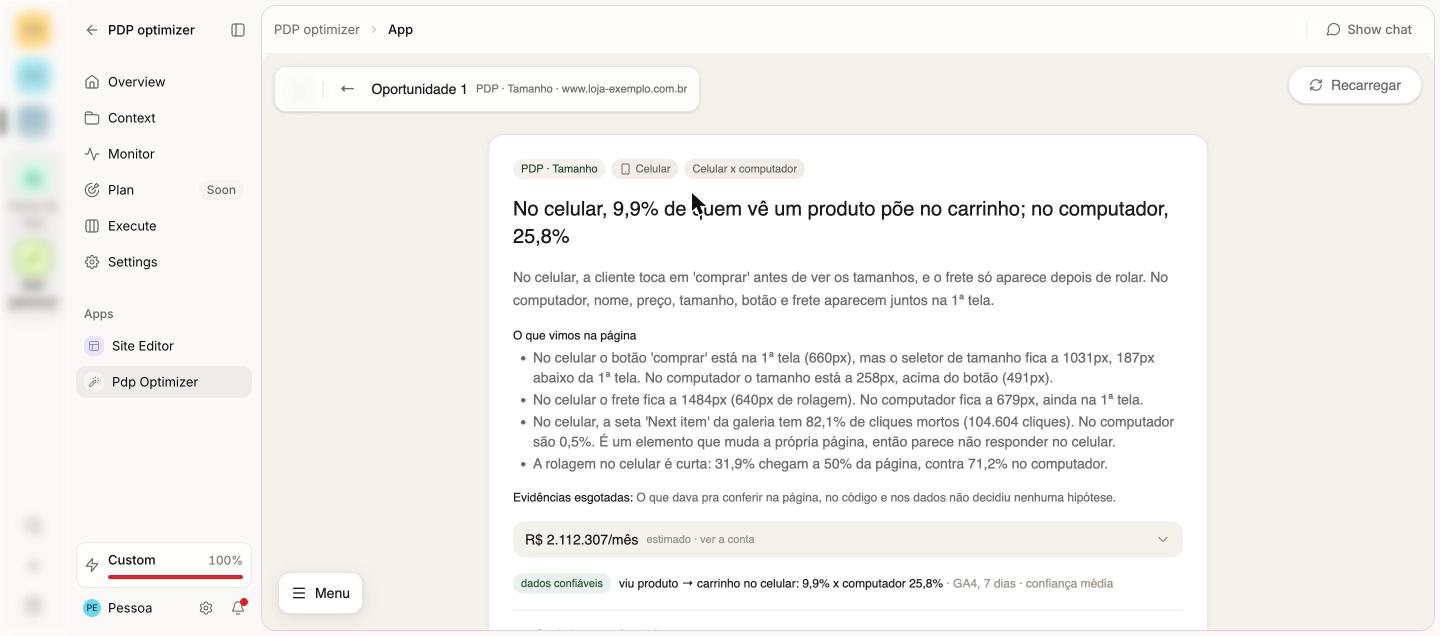 PDP optimizer
PDP optimizer > App
Show chat
Overview
Context
Monitor
Plan Soon
Execute
Settings
Apps
Site Editor
Pdp Optimizer
Custom 100%
PE Pessoa
← Oportunidade 1 PDP · Tamanho · www.loja-exemplo.com.br
Recarregar
PDP · Tamanho Celular Celular x computador
No celular, 9,9% de quem vê um produto põe no carrinho; no computador,
25,8%
No celular, a cliente toca em 'comprar' antes de ver os tamanhos, e o frete só aparece depois de rolar. No
computador, nome, preço, tamanho, botão e frete aparecem juntos na 1ª tela.
O que vimos na página
• No celular o botão 'comprar' está na 1ª tela (660px), mas o seletor de tamanho fica a 1031px, 187px
abaixo da 1ª tela. No computador o tamanho está a 258px, acima do botão (491px).
• No celular o frete fica a 1484px (640px de rolagem). No computador fica a 679px, ainda na 1ª tela.
• No celular, a seta 'Next item' da galeria tem 82,1% de cliques mortos (104.604 cliques). No computador
são 0,5%. É um elemento que muda a própria página, então parece não responder no celular.
• A rolagem no celular é curta: 31,9% chegam a 50% da página, contra 71,2% no computador.
Evidências esgotadas: O que dava pra conferir na página, no código e nos dados não decidiu nenhuma hipótese.
R$ 2.112.307/mês estimado · ver a conta
dados confiáveis viu produto → carrinho no celular: 9,9% x computador 25,8% · GA4, 7 dias · confiança média
Menu